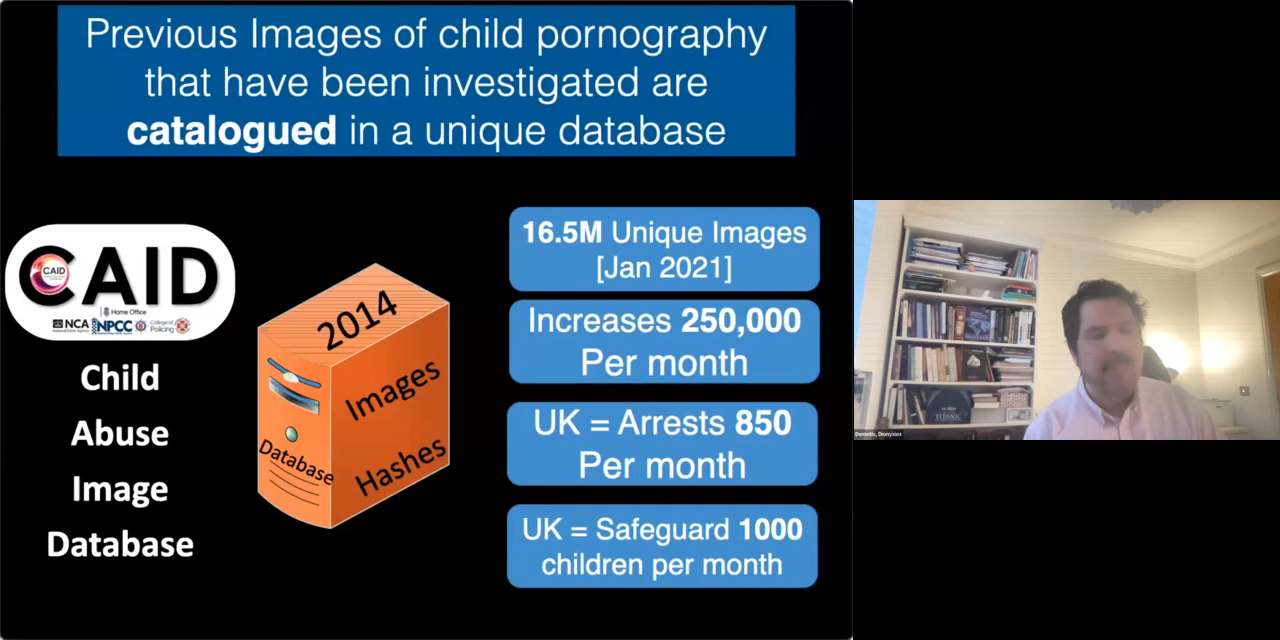 Previous Images of child pornography
that have been investigated are
catalogued in a unique database
CAID
CAID
Home Office
NCA
NPCC
College of
Policing
Child
Abuse
Image
Database
2014
Images
Hashes
Database
16.5M Unique Images
[Jan 2021]
Increases 250,000
Per month
UK = Arrests 850
Per month
UK = Safeguard 1000
children per month
TITANIC
Demetis, Dionysios